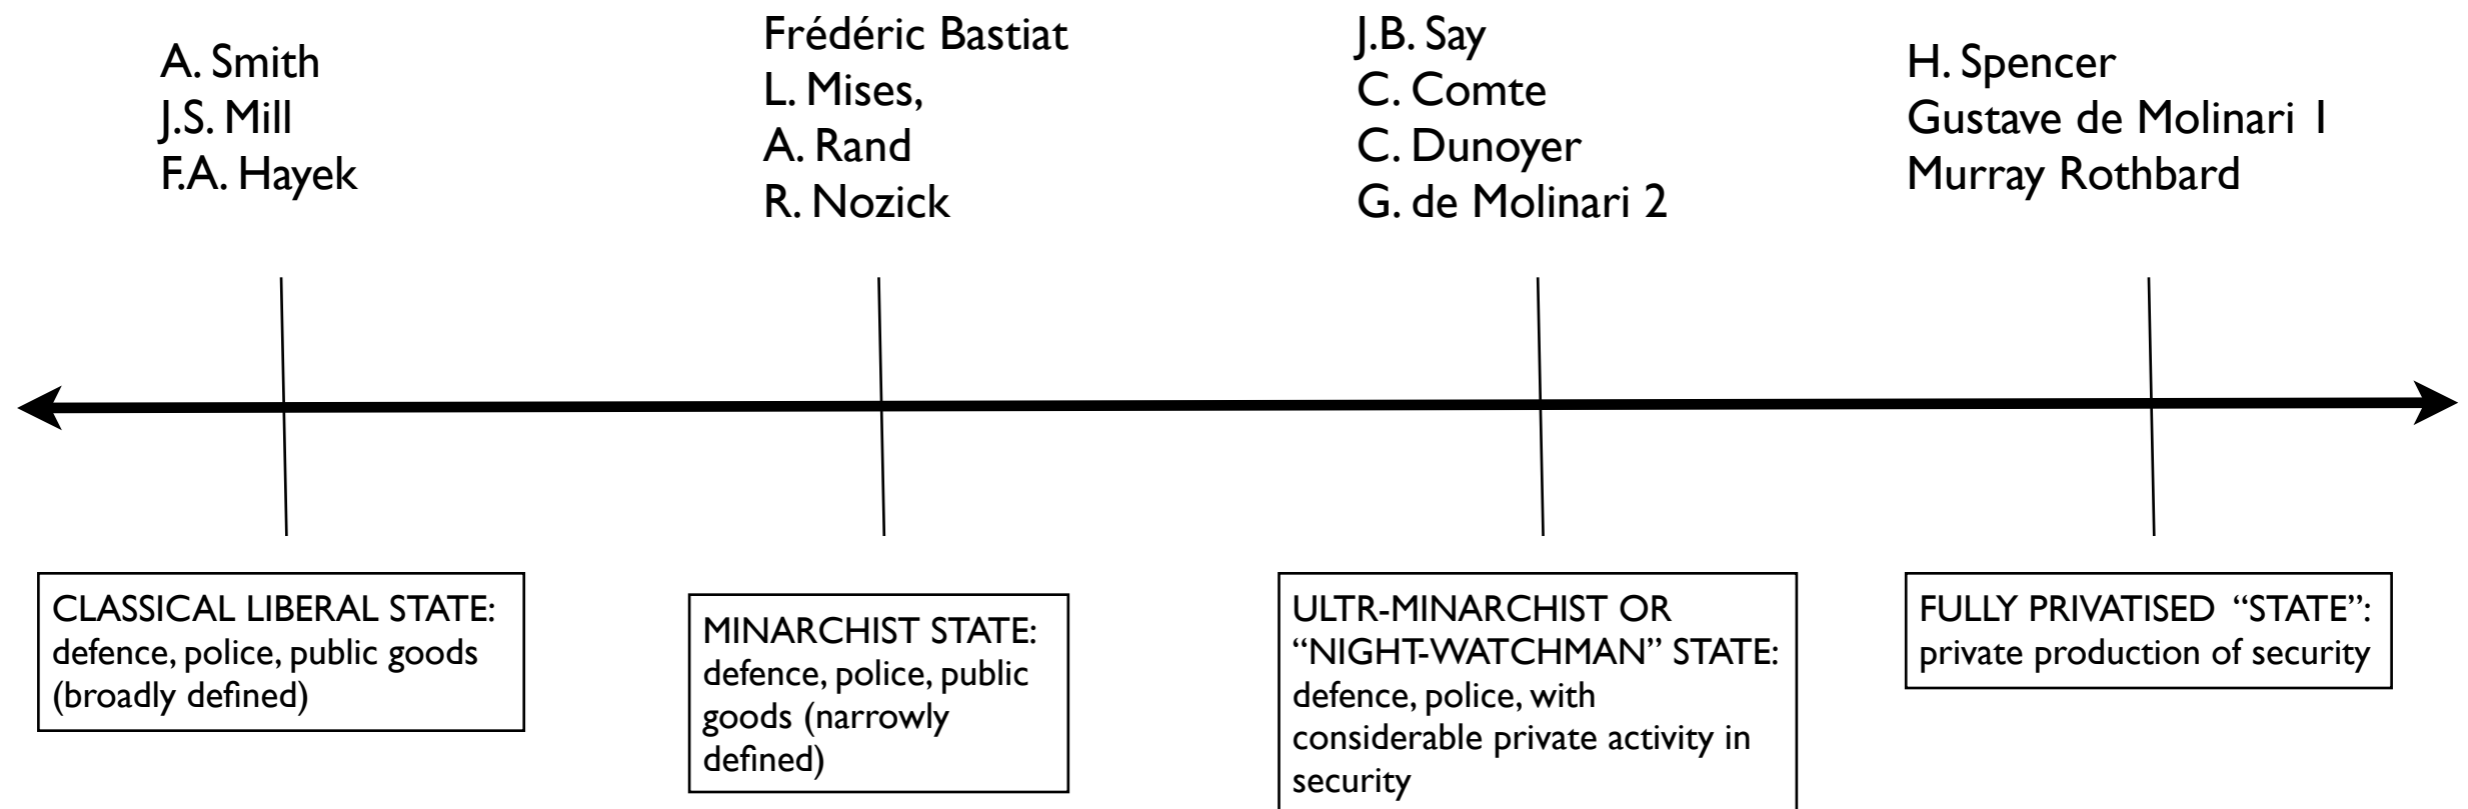 A. Smith
J.S. Mill
F.A. Hayek
Frédéric Bastiat
L. Mises,
A. Rand
R. Nozick
J.B. Say
C. Comte
C. Dunoyer
G. de Molinari 2
H. Spencer
Gustave de Molinari 1
Murray Rothbard
CLASSICAL LIBERAL STATE:
defence, police, public goods
(broadly defined)
MINARCHIST STATE:
defence, police, public
goods (narrowly
defined)
ULTR-MINARCHIST OR
“NIGHT-WATCHMAN” STATE:
defence, police, with
considerable private activity in
security
FULLY PRIVATISED “STATE”:
private production of security